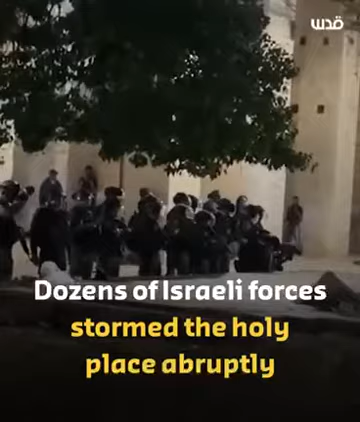 قدس
Dozens of Israeli forces
stormed the holy
place abruptly